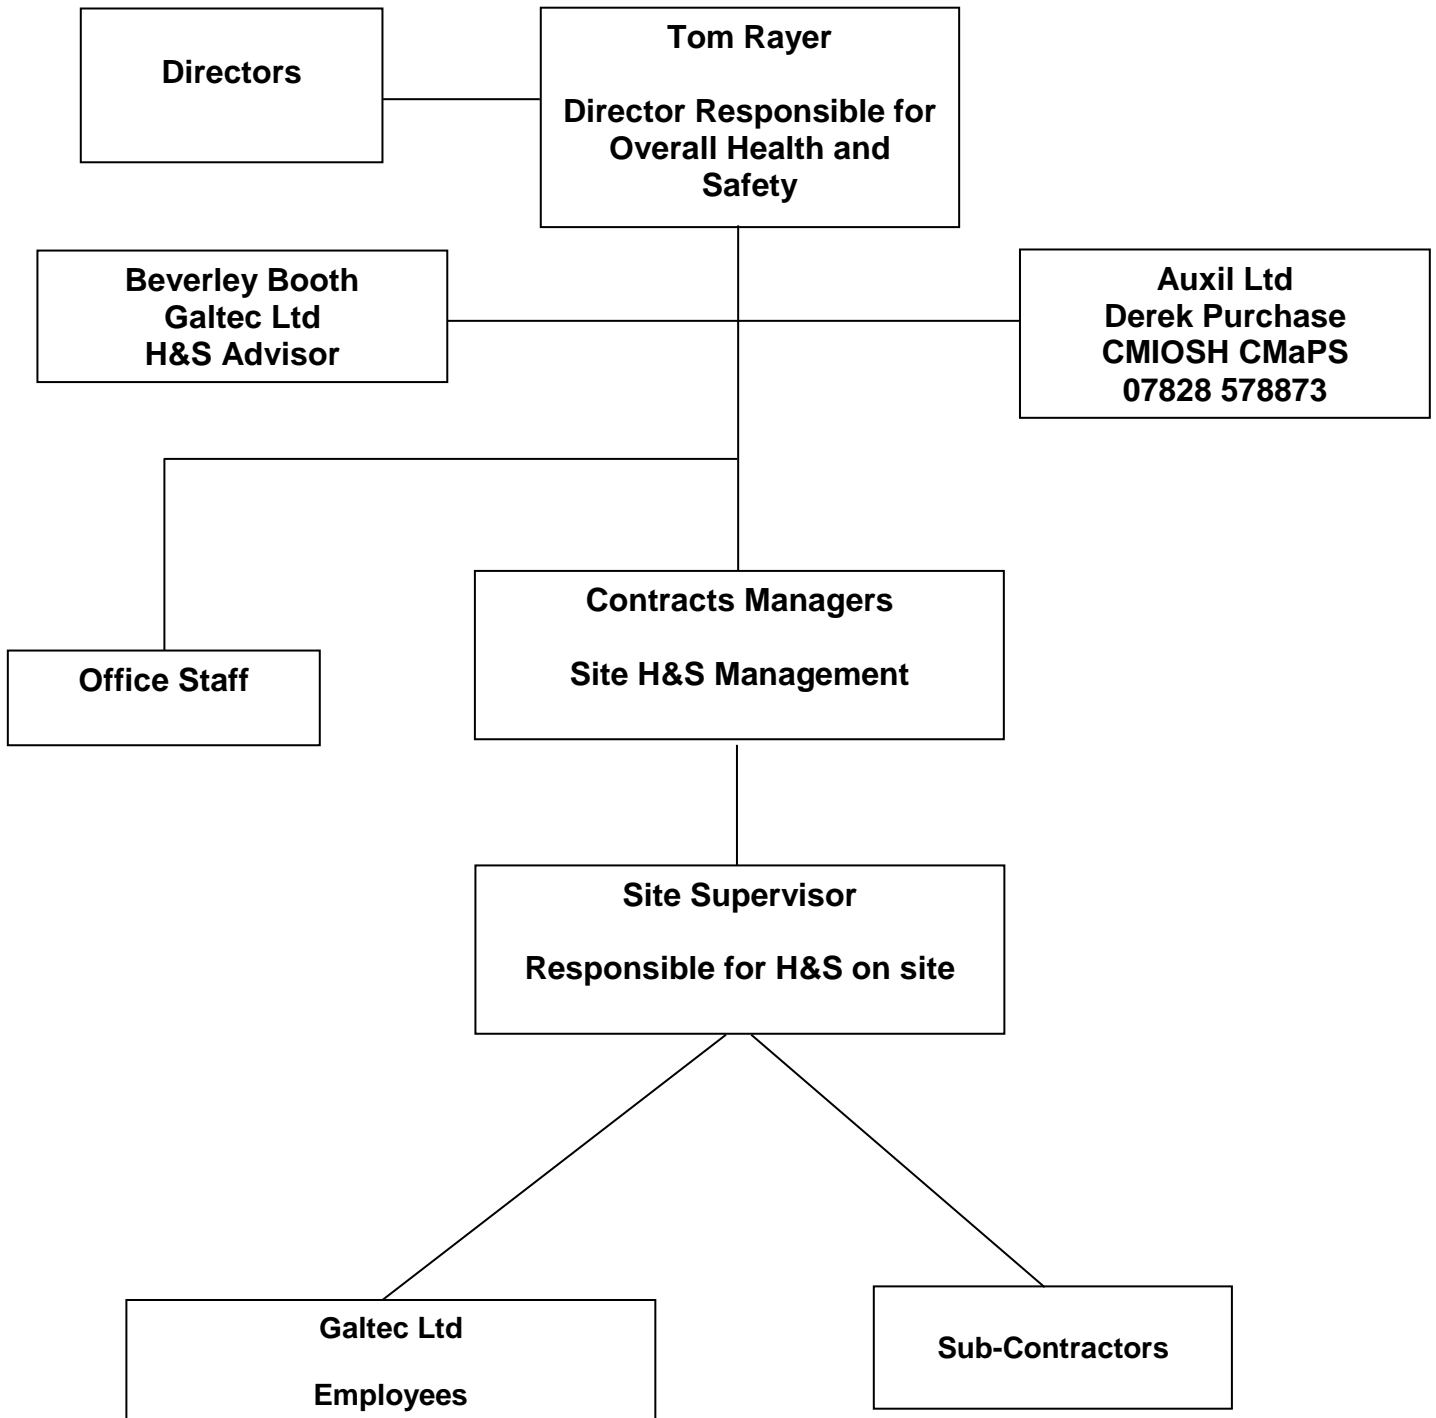 Directors
Tom Rayer
Director Responsible for
Overall Health and
Safety
Beverley Booth
Galtec Ltd
H&S Advisor
Auxil Ltd
Derek Purchase
CMIOSH CMaPS
07828 578873
Office Staff
Contracts Managers
Site H&S Management
Site Supervisor
Responsible for H&S on site
Galtec Ltd
Employees
Sub-Contractors